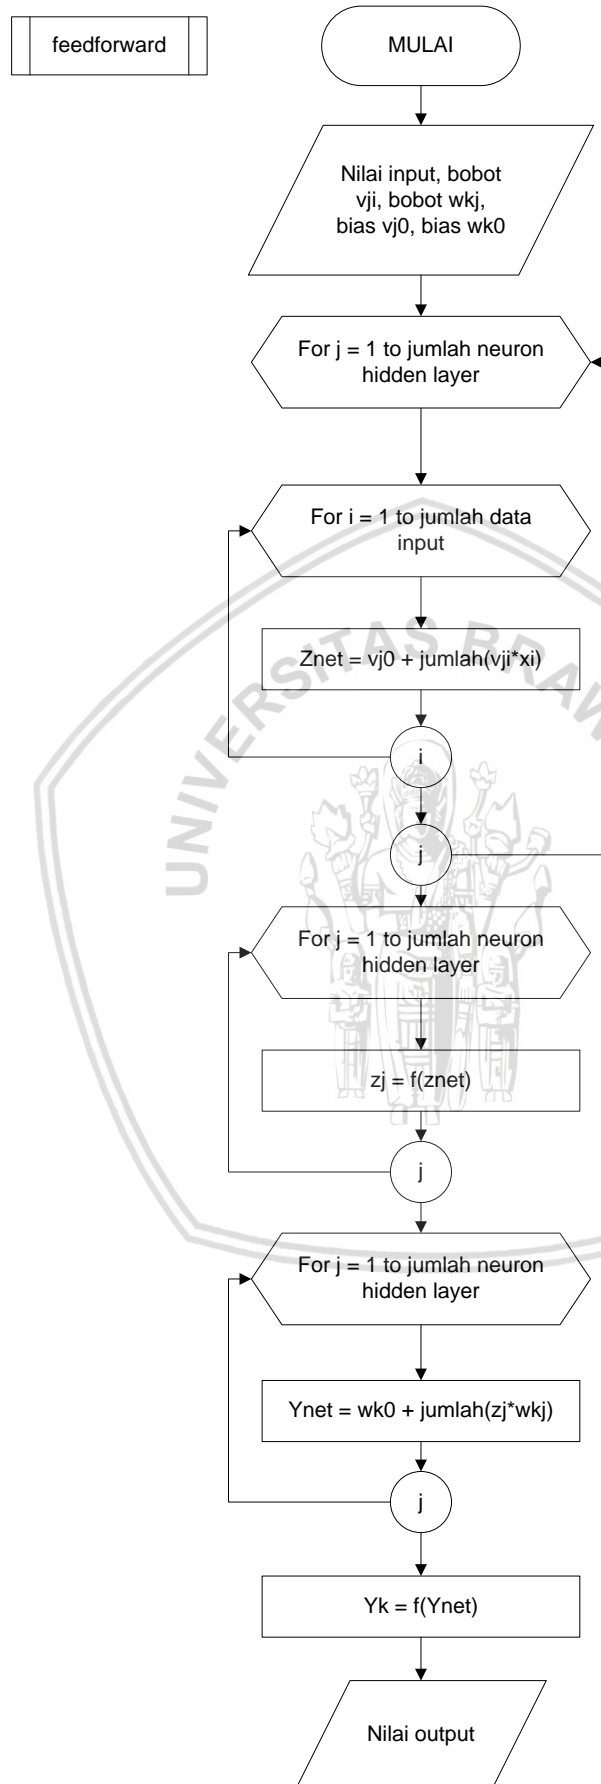 feedforward
MULAI
Nilai input, bobot
vji, bobot wkj,
bias vj0, bias wk0
For j = 1 to jumlah neuron
hidden layer
For i = 1 to jumlah data
input
Znet = vj0 + jumlah(vji*xi)
i
j
For j = 1 to jumlah neuron
hidden layer
zj = f(znet)
j
For j = 1 to jumlah neuron
hidden layer
Ynet = wk0 + jumlah(zj*wkj)
j
Yk = f(Ynet)
Nilai output
UNIVERSITAS BRAW